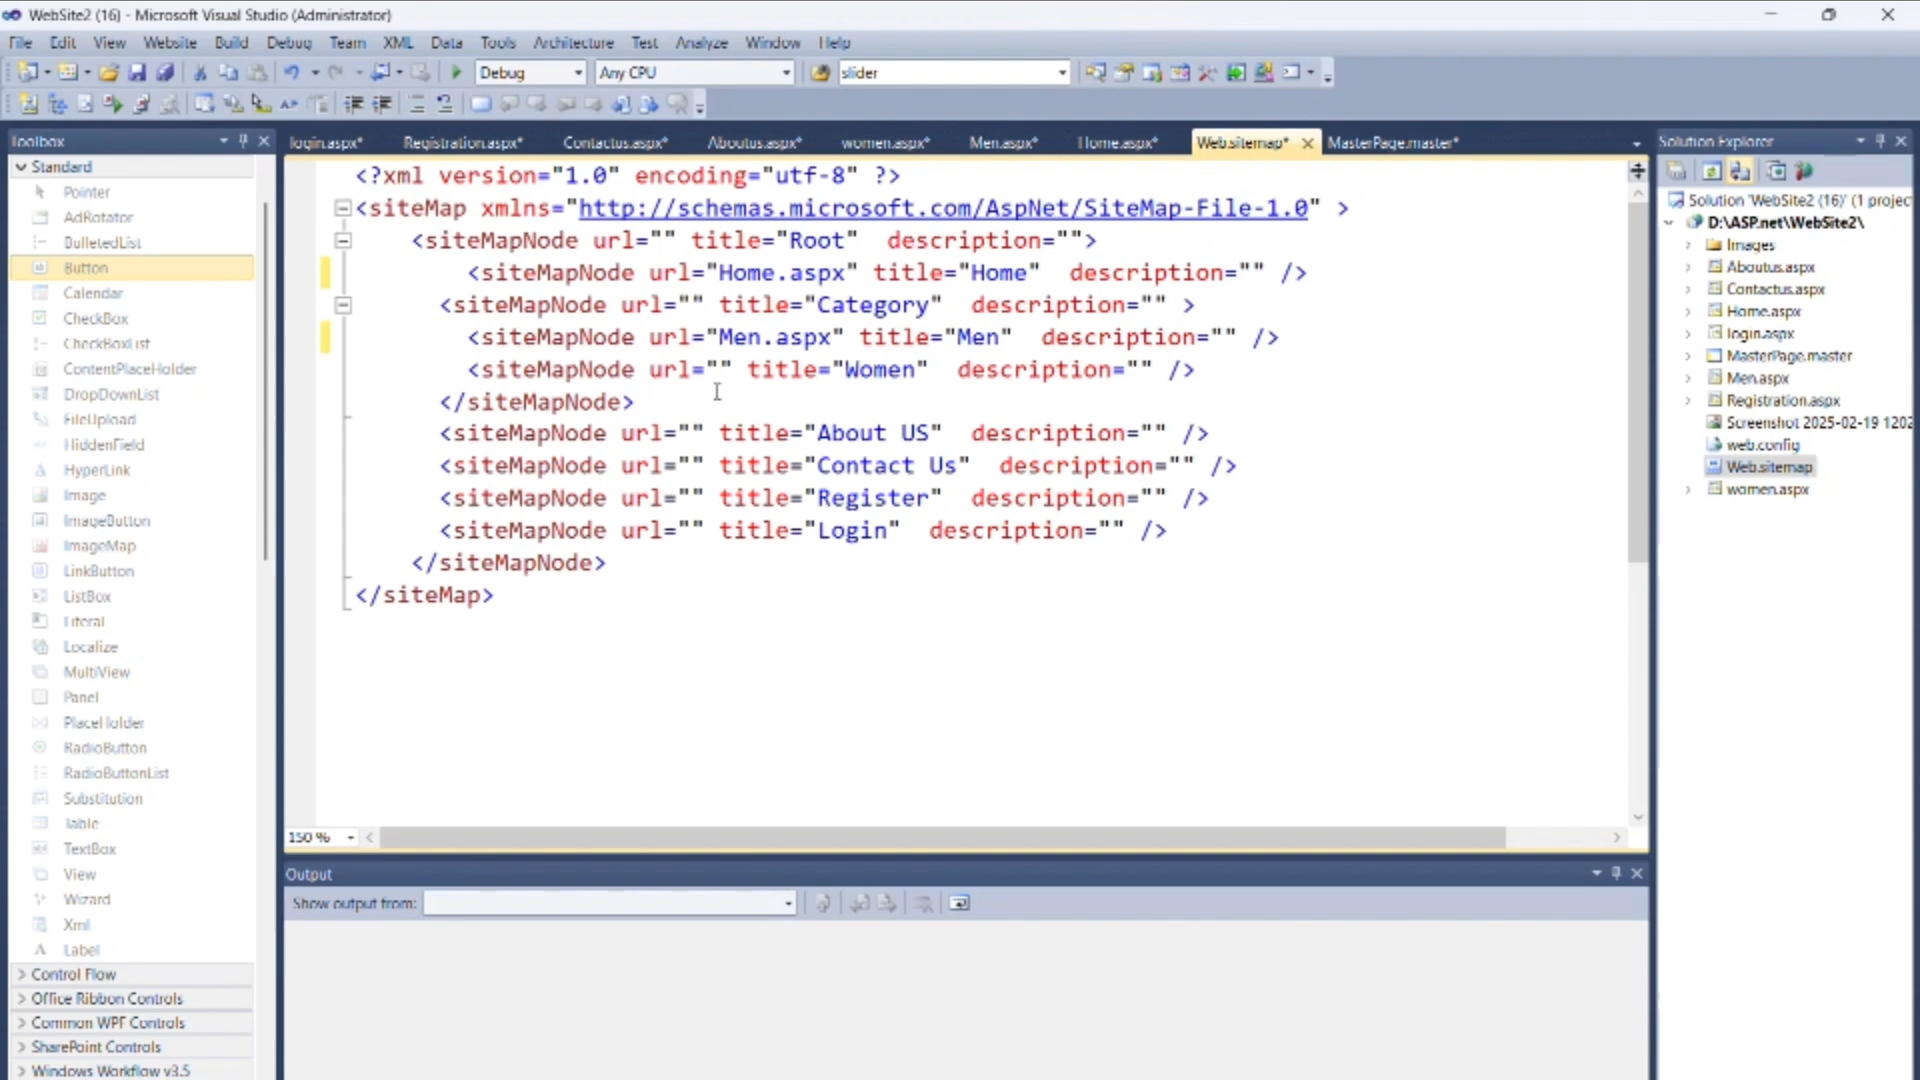 WebSite2 (16) - Microsoft Visual Studio (Administrator)
File Edit View Website Build Debug Team XML Data Tools Architecture Test Analyze Window Help
Debug Any CPU slider
Toolbox
Standard
Pointer
AdRotator
BulletedList
Button
Calendar
CheckBox
CheckBoxList
ContentPlaceHolder
DropDownList
FileUpload
HiddenField
HyperLink
Image
ImageButton
ImageMap
LinkButton
ListBox
Literal
Localize
MultiView
Panel
PlaceHolder
RadioButton
RadioButtonList
Substitution
Table
TextBox
View
Wizard
Xml
Label
Control Flow
Office Ribbon Controls
Common WPF Controls
SharePoint Controls
Windows Workflow v3.5
login.aspx* Registration.aspx* Contactus.aspx* Aboutus.aspx* women.aspx* Men.aspx* Home.aspx* Web.sitemap* MasterPage.master*
<?xml version="1.0" encoding="utf-8" ?>
<siteMap xmlns="http://schemas.microsoft.com/AspNet/SiteMap-File-1.0" >
<siteMapNode url="" title="Root" description="">
<siteMapNode url="Home.aspx" title="Home" description="" />
<siteMapNode url="" title="Category" description="" >
<siteMapNode url="Men.aspx" title="Men" description="" />
<siteMapNode url="" title="Women" description="" />
</siteMapNode>
<siteMapNode url="" title="About US" description="" />
<siteMapNode url="" title="Contact Us" description="" />
<siteMapNode url="" title="Register" description="" />
<siteMapNode url="" title="Login" description="" />
</siteMapNode>
</siteMap>
150 %
Output
Show output from:
Solution Explorer
Solution 'WebSite2 (16)' (1 projec
D:\ASP.net\WebSite2\
Images
Aboutus.aspx
Contactus.aspx
Home.aspx
login.aspx
MasterPage.master
Men.aspx
Registration.aspx
Screenshot 2025-02-19 1202
web.config
Web.sitemap
women.aspx